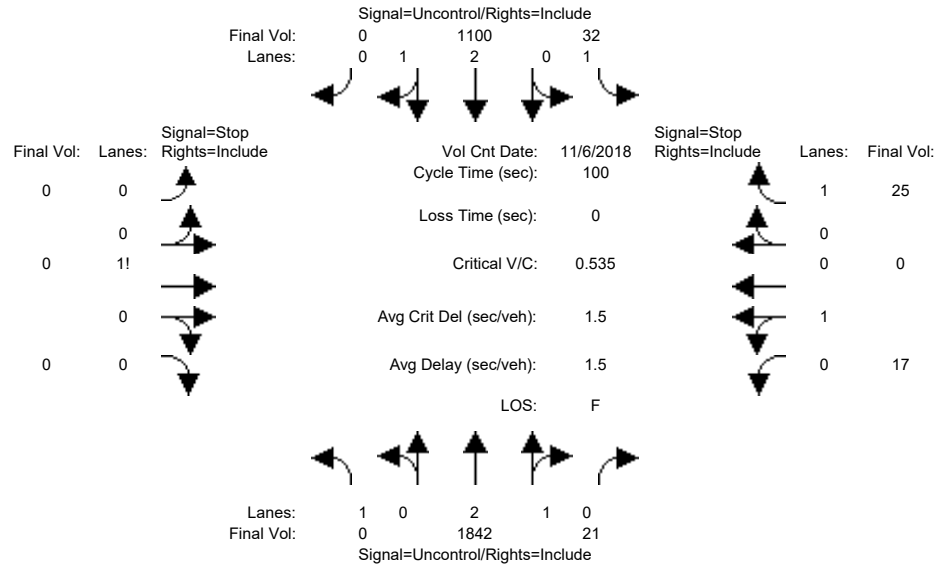 Signal=Uncontrol/Rights=Include
Final Vol: 0 1100 32
Lanes: 0 1 2 0 1
Signal=Stop Signal=Stop
Final Vol: Lanes: Rights=Include Vol Cnt Date: 11/6/2018 Rights=Include Lanes: Final Vol:
Cycle Time (sec): 100
0 0 1 25
Loss Time (sec): 0
0 0
0 1! Critical V/C: 0.535 0 0
0 Avg Crit Del (sec/veh): 1.5 1
0 0 Avg Delay (sec/veh): 1.5 0 17
LOS: F
Lanes: 1 0 2 1 0
Final Vol: 0 1842 21
Signal=Uncontrol/Rights=Include